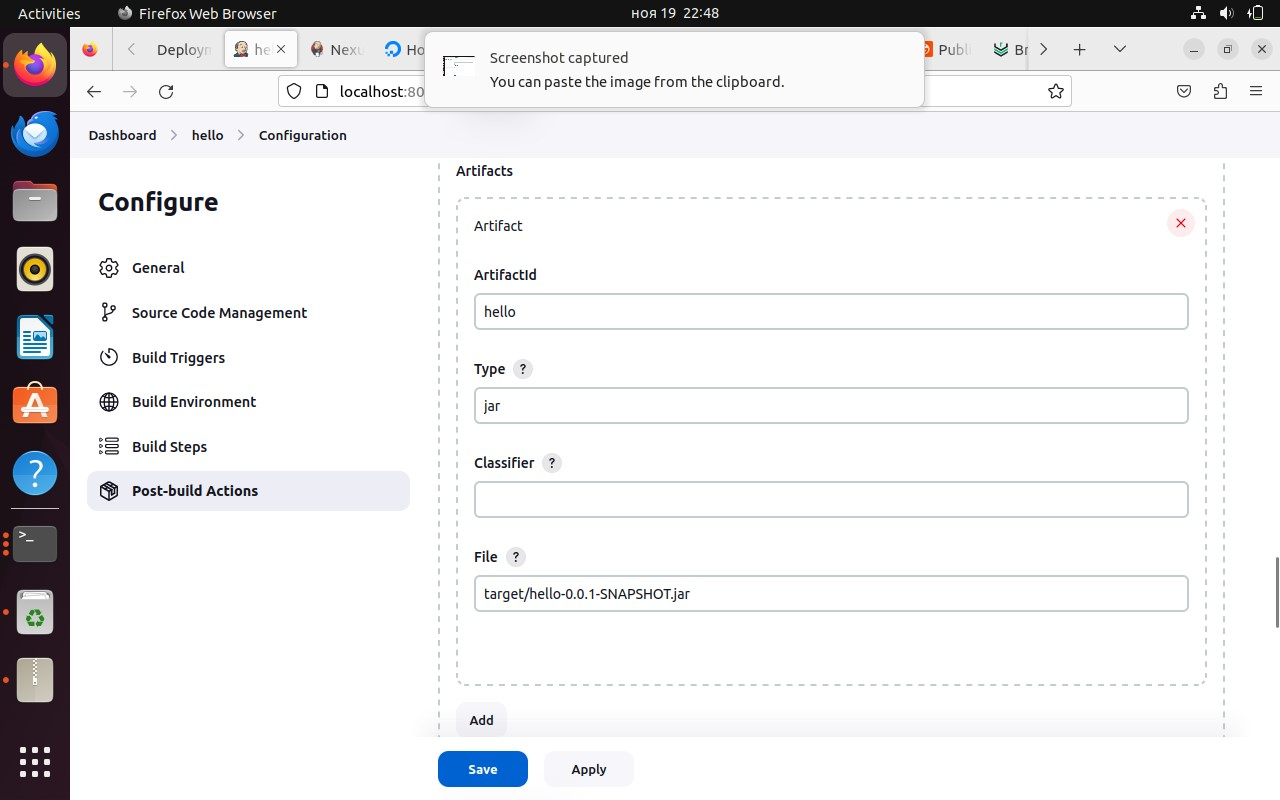 Activities
Firefox Web Browser
ноя 19 22:48
Deploym
he
Nexu
Ho
Publi
Br
Screenshot captured
You can paste the image from the clipboard.
localhost:80
Dashboard
hello
Configuration
Configure
General
Source Code Management
Build Triggers
Build Environment
Build Steps
Post-build Actions
Artifacts
Artifact
ArtifactId
hello
Type ?
jar
Classifier ?
File ?
target/hello-0.0.1-SNAPSHOT.jar
Add
Save
Apply